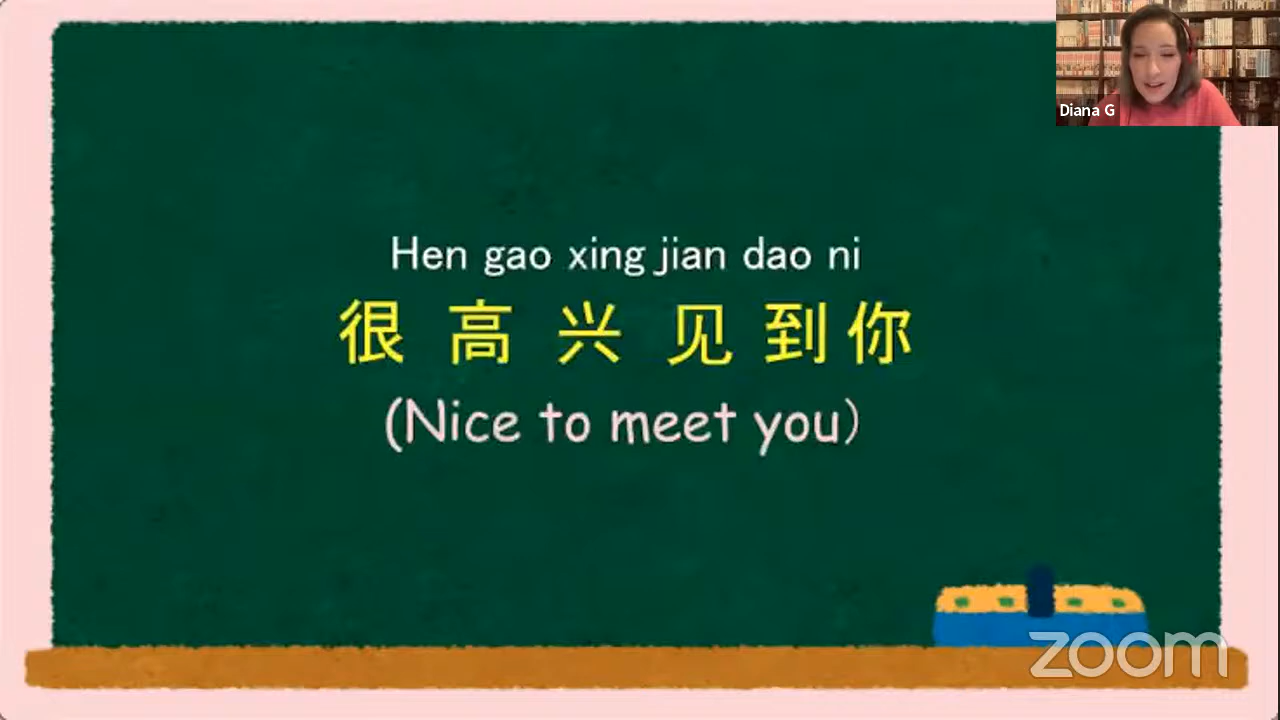 Diana G
Hen gao xing jian dao ni
很 高 兴 见 到 你
(Nice to meet you）
zoom